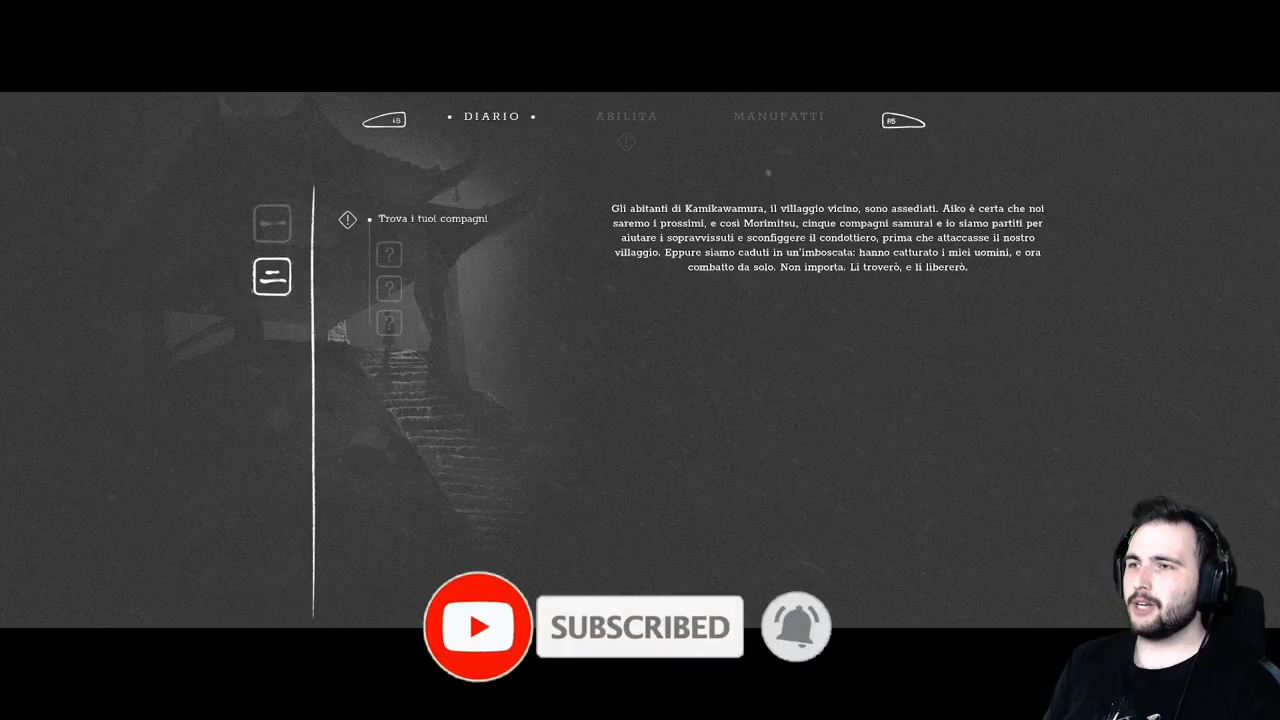 LB
• DIARIO •
ABILITÀ
MANUFATTI
RB
Trova i tuoi compagni
?
?
?
Gli abitanti di Kamikawamura, il villaggio vicino, sono assediati. Aiko è certa che noi
saremo i prossimi, e così Morimitsu, cinque compagni samurai e io siamo partiti per
aiutare i sopravvissuti e sconfiggere il condottiero, prima che attaccasse il nostro
villaggio. Eppure siamo caduti in un'imboscata: hanno catturato i miei uomini, e ora
combatto da solo. Non importa. Li troverò, e li libererò.
SUBSCRIBED